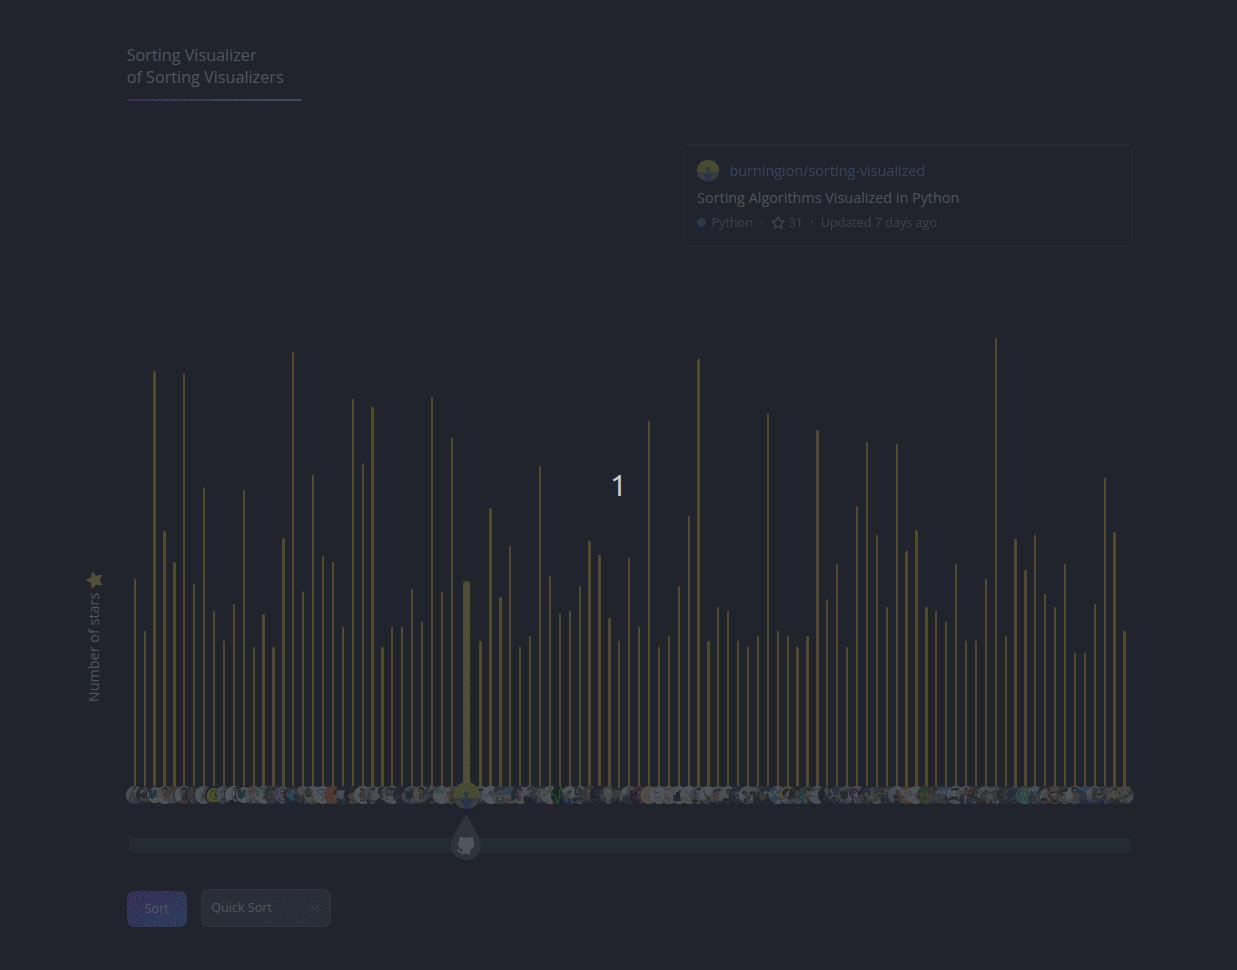 Sorting Visualizer
of Sorting Visualizers
burningion/sorting-visualized
Sorting Algorithms Visualized in Python
Python · 31 · Updated 7 days ago
1
Number of stars
Sort
Quick Sort